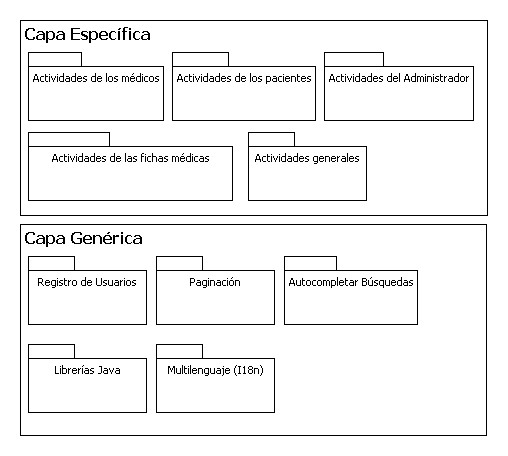 Capa Específica
Actividades de los médicos
Actividades de los pacientes
Actividades del Administrador
Actividades de las fichas médicas
Actividades generales
Capa Genérica
Registro de Usuarios
Paginación
Autocompletar Búsquedas
Librerías Java
Multilenguaje (I18n)